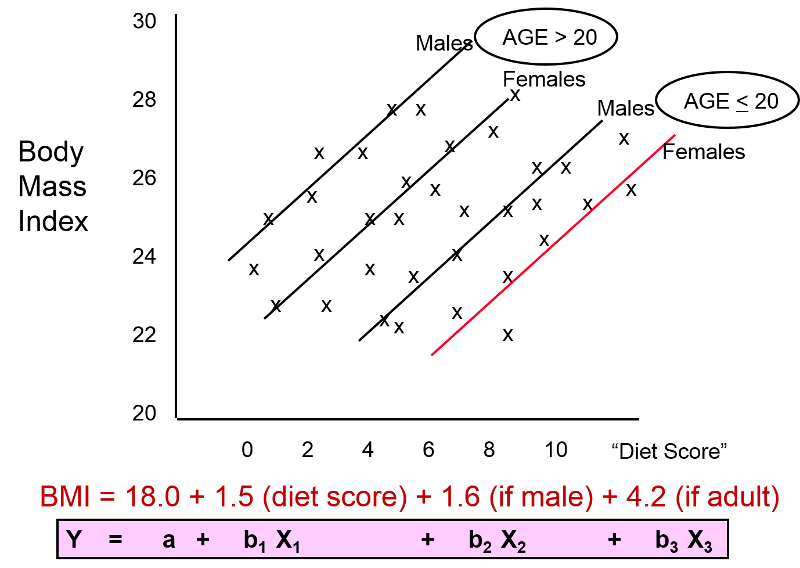 30
28
26
24
22
20
Body
Mass
Index
Males
AGE > 20
Females
Males
AGE ≤ 20
Females
0 2 4 6 8 10 “Diet Score”
BMI = 18.0 + 1.5 (diet score) + 1.6 (if male) + 4.2 (if adult)
Y = a + b₁ X₁ + b₂ X₂ + b₃ X₃